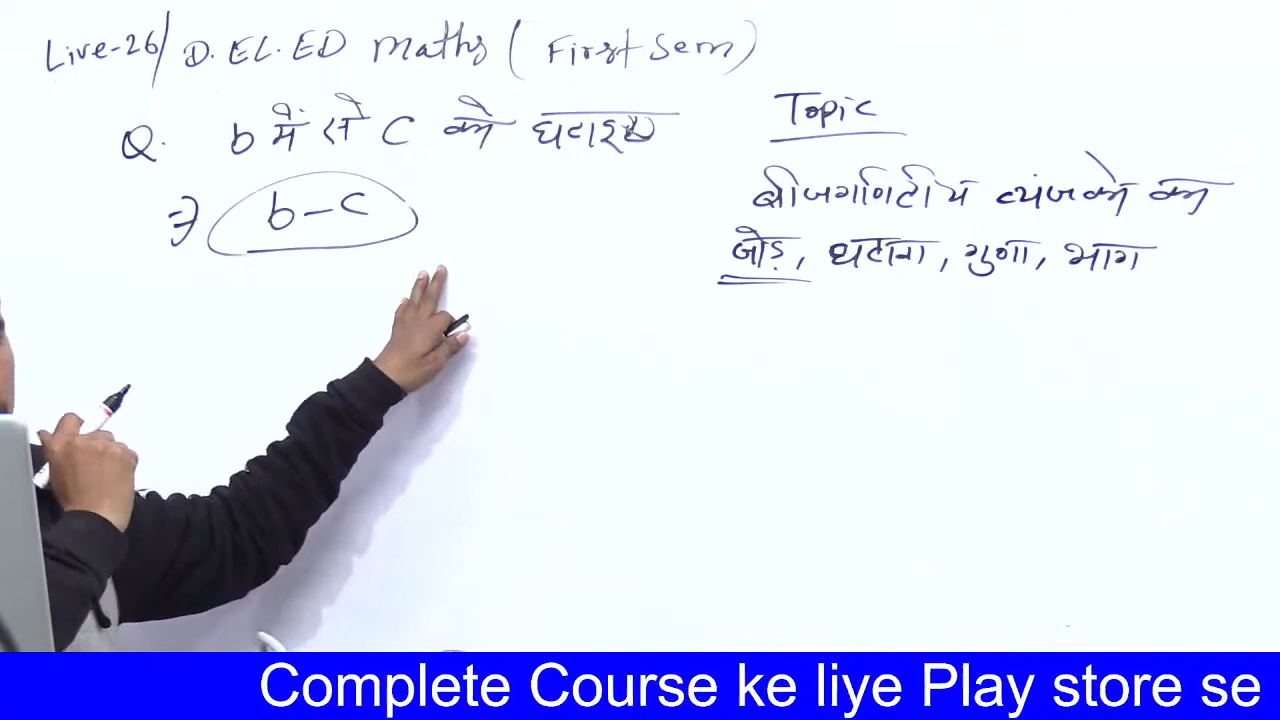 Live-26/ D.EL.ED Maths (First Sem)
Q. b में से c को घटाइए
⇒ b-c
Topic
बीजगणितीय व्यंजको का
जोड़, घटाना, गुणा, भाग
Complete Course ke liye Play store se